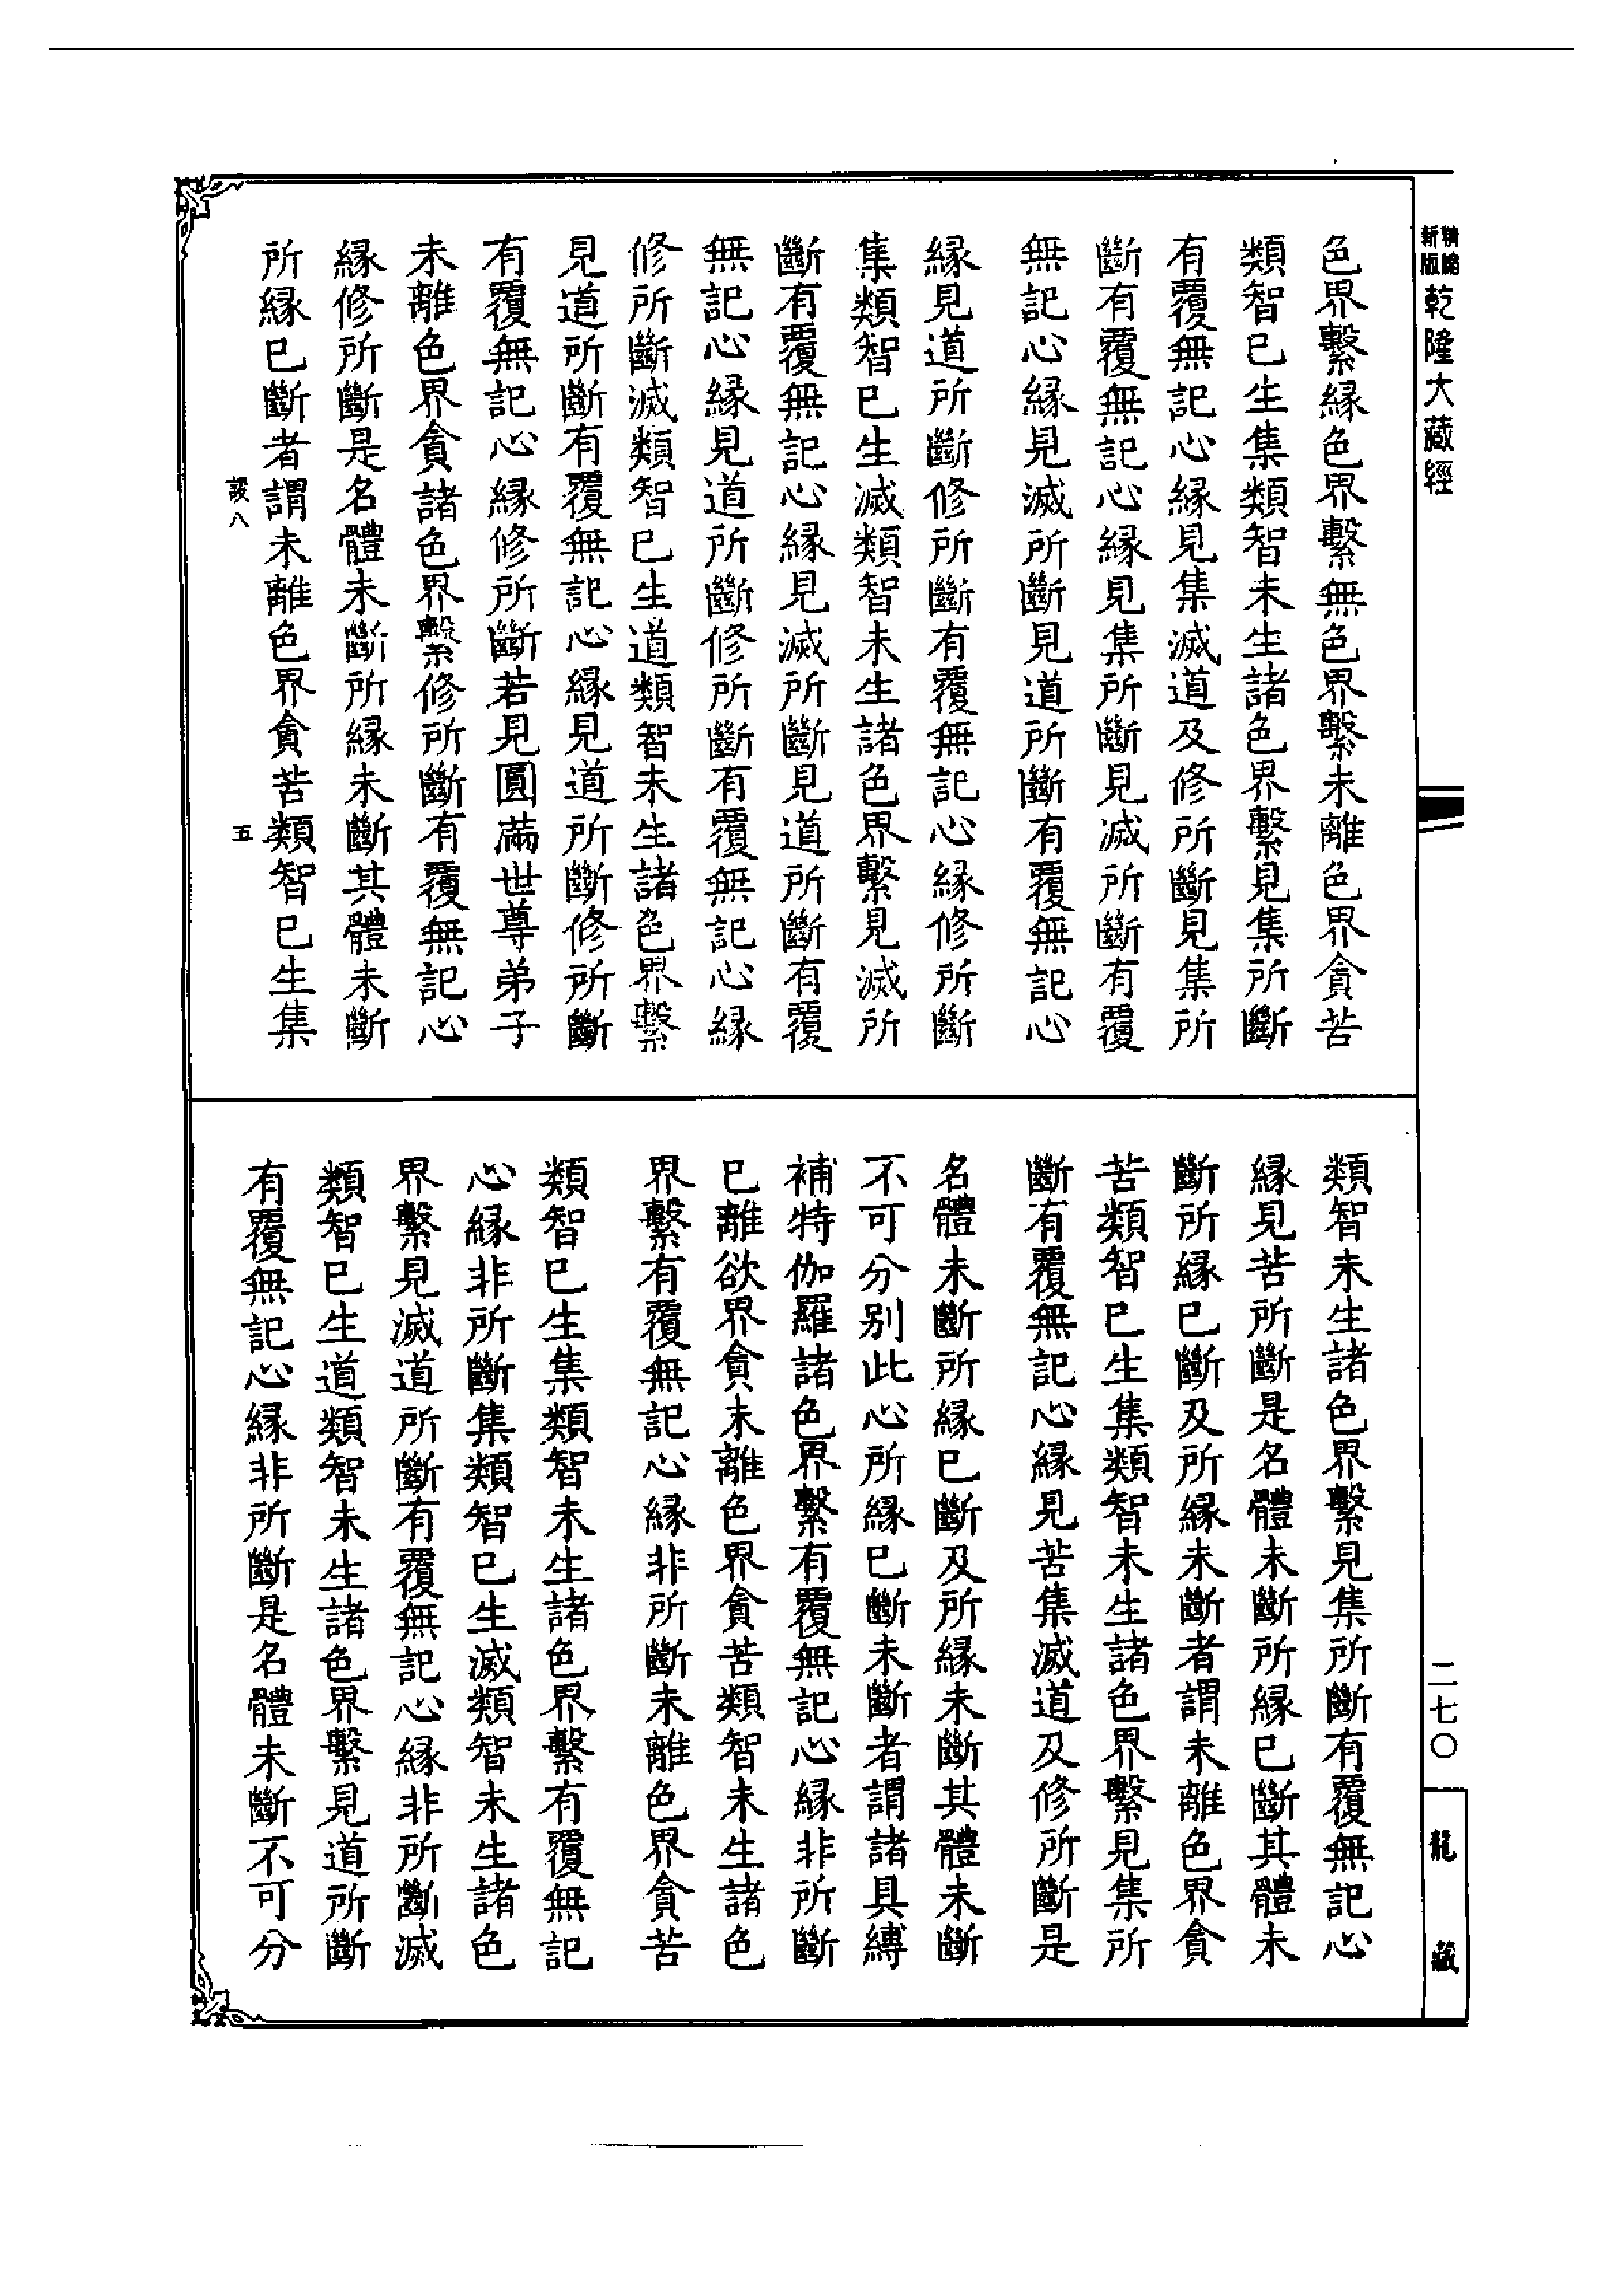 新版
精縮
乾隆大藏經
二七〇
龍藏
色界繫緣色界繫無色界繫未離色界貪苦
類智已生集類智未生諸色界繫見集所斷
有覆無記心緣見集滅道及修所斷見集所
斷有覆無記心緣見集所斷見滅所斷有覆
無記心緣見滅所斷見道所斷有覆無記心
緣見道所斷修所斷有覆無記心緣修所斷
集類智已生滅類智未生諸色界繫見滅所
斷有覆無記心緣見滅所斷見道所斷有覆
無記心緣見道所斷修所斷有覆無記心緣
修所斷滅類智已生道類智未生諸色界繫
見道所斷有覆無記心緣見道所斷修所斷
有覆無記心緣修所斷若見圓滿世尊弟子
未離色界貪諸色界繫修所斷有覆無記心
緣修所斷是名體未斷所緣未斷其體未斷
所緣已斷者謂未離色界貪苦類智已生集
八
五
類智未生諸色界繫見集所斷有覆無記心
緣見苦所斷是名體未斷所緣已斷其體未
斷所緣已斷及所緣未斷者謂未離色界貪
苦類智已生集類智未生諸色界繫見集所
斷有覆無記心緣見苦集滅道及修所斷是
名體未斷所緣已斷及所緣未斷其體未斷
不可分別此心所緣已斷未斷者謂諸具縛
補特伽羅諸色界繫有覆無記心緣非所斷
已離欲界貪未離色界貪苦類智未生諸色
界繫有覆無記心緣非所斷未離色界貪苦
類智已生集類智未生諸色界繫有覆無記
心緣非所斷集類智已生滅類智未生諸色
界繫見滅道所斷有覆無記心緣非所斷滅
類智已生道類智未生諸色界繫見道所斷
有覆無記心緣非所斷是名體未斷不可分